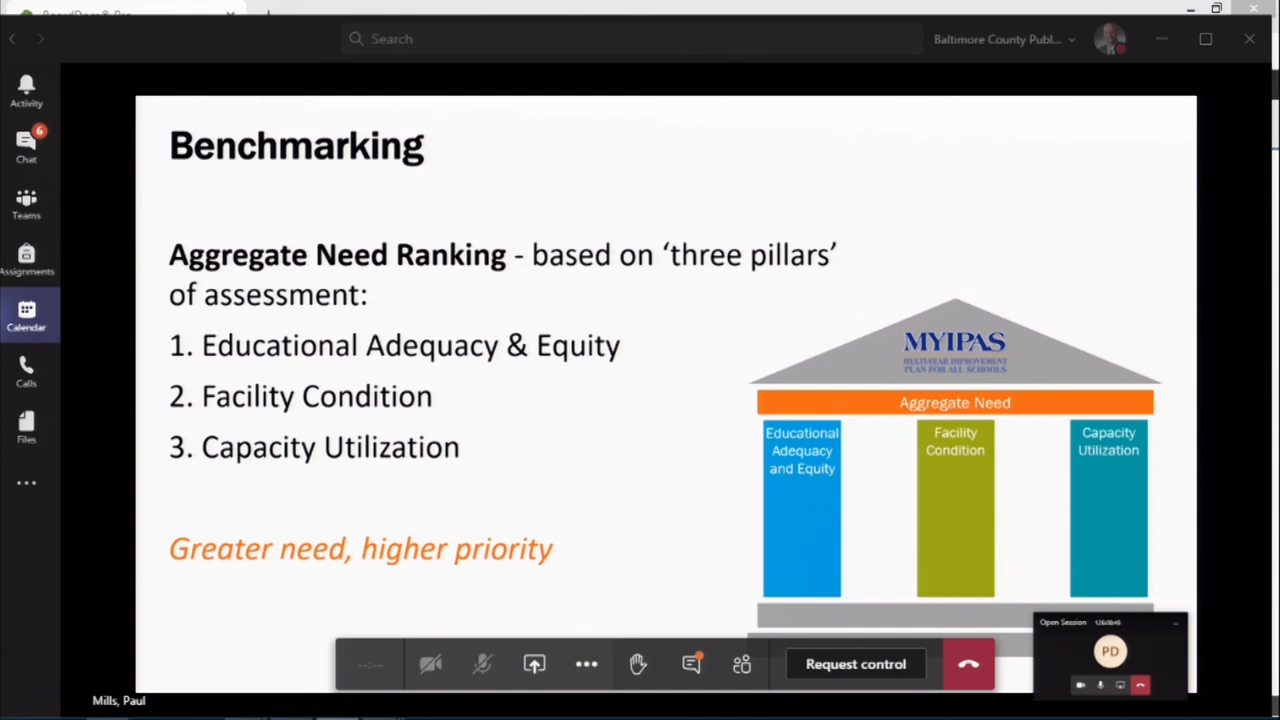 Search
Baltimore County Publ...
Activity
6
Chat
Teams
Assignments
Calendar
Calls
Files
Benchmarking
Aggregate Need Ranking - based on ‘three pillars’
of assessment:
1. Educational Adequacy & Equity
2. Facility Condition
3. Capacity Utilization
Greater need, higher priority
MYIPAS
MULTI-YEAR IMPROVEMENT
PLAN FOR ALL SCHOOLS
Aggregate Need
Educational
Adequacy
and Equity
Facility
Condition
Capacity
Utilization
Open Session
PD
--:--
Request control
Mills, Paul